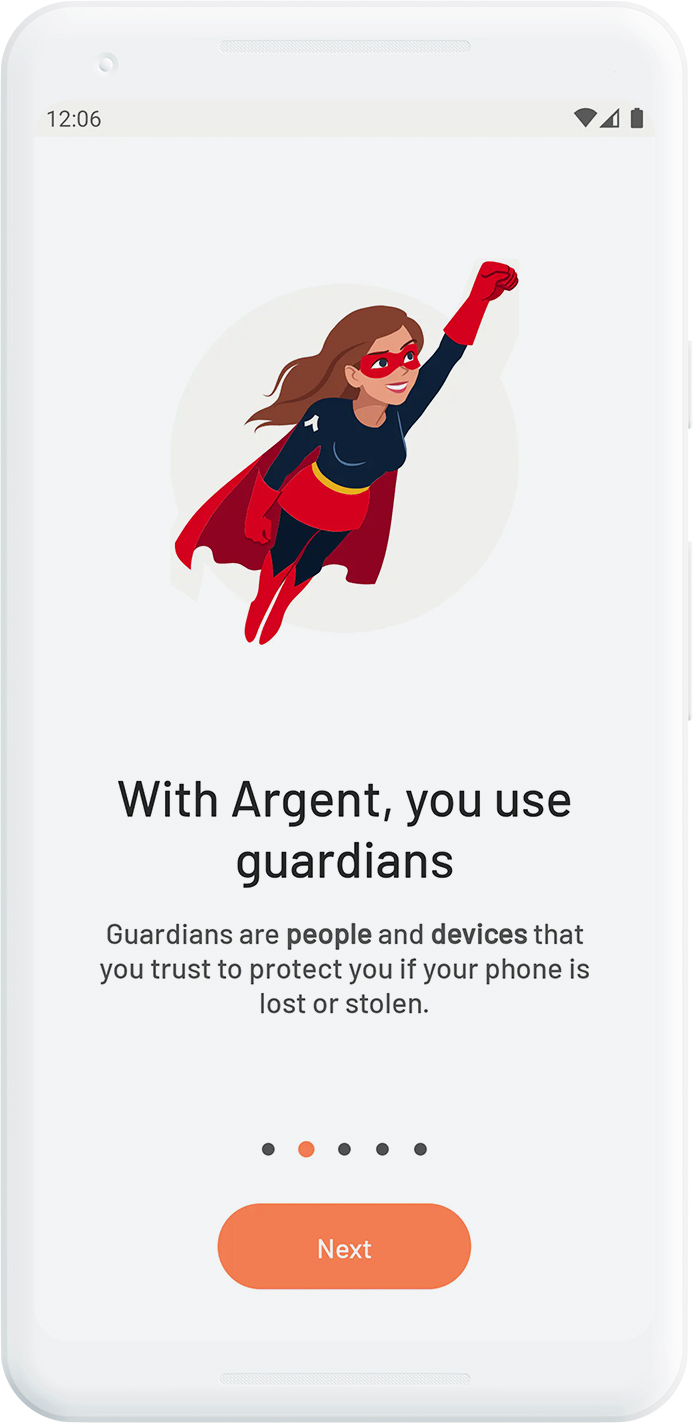 12:06
With Argent, you use
guardians
Guardians are people and devices that
you trust to protect you if your phone is
lost or stolen.
Next